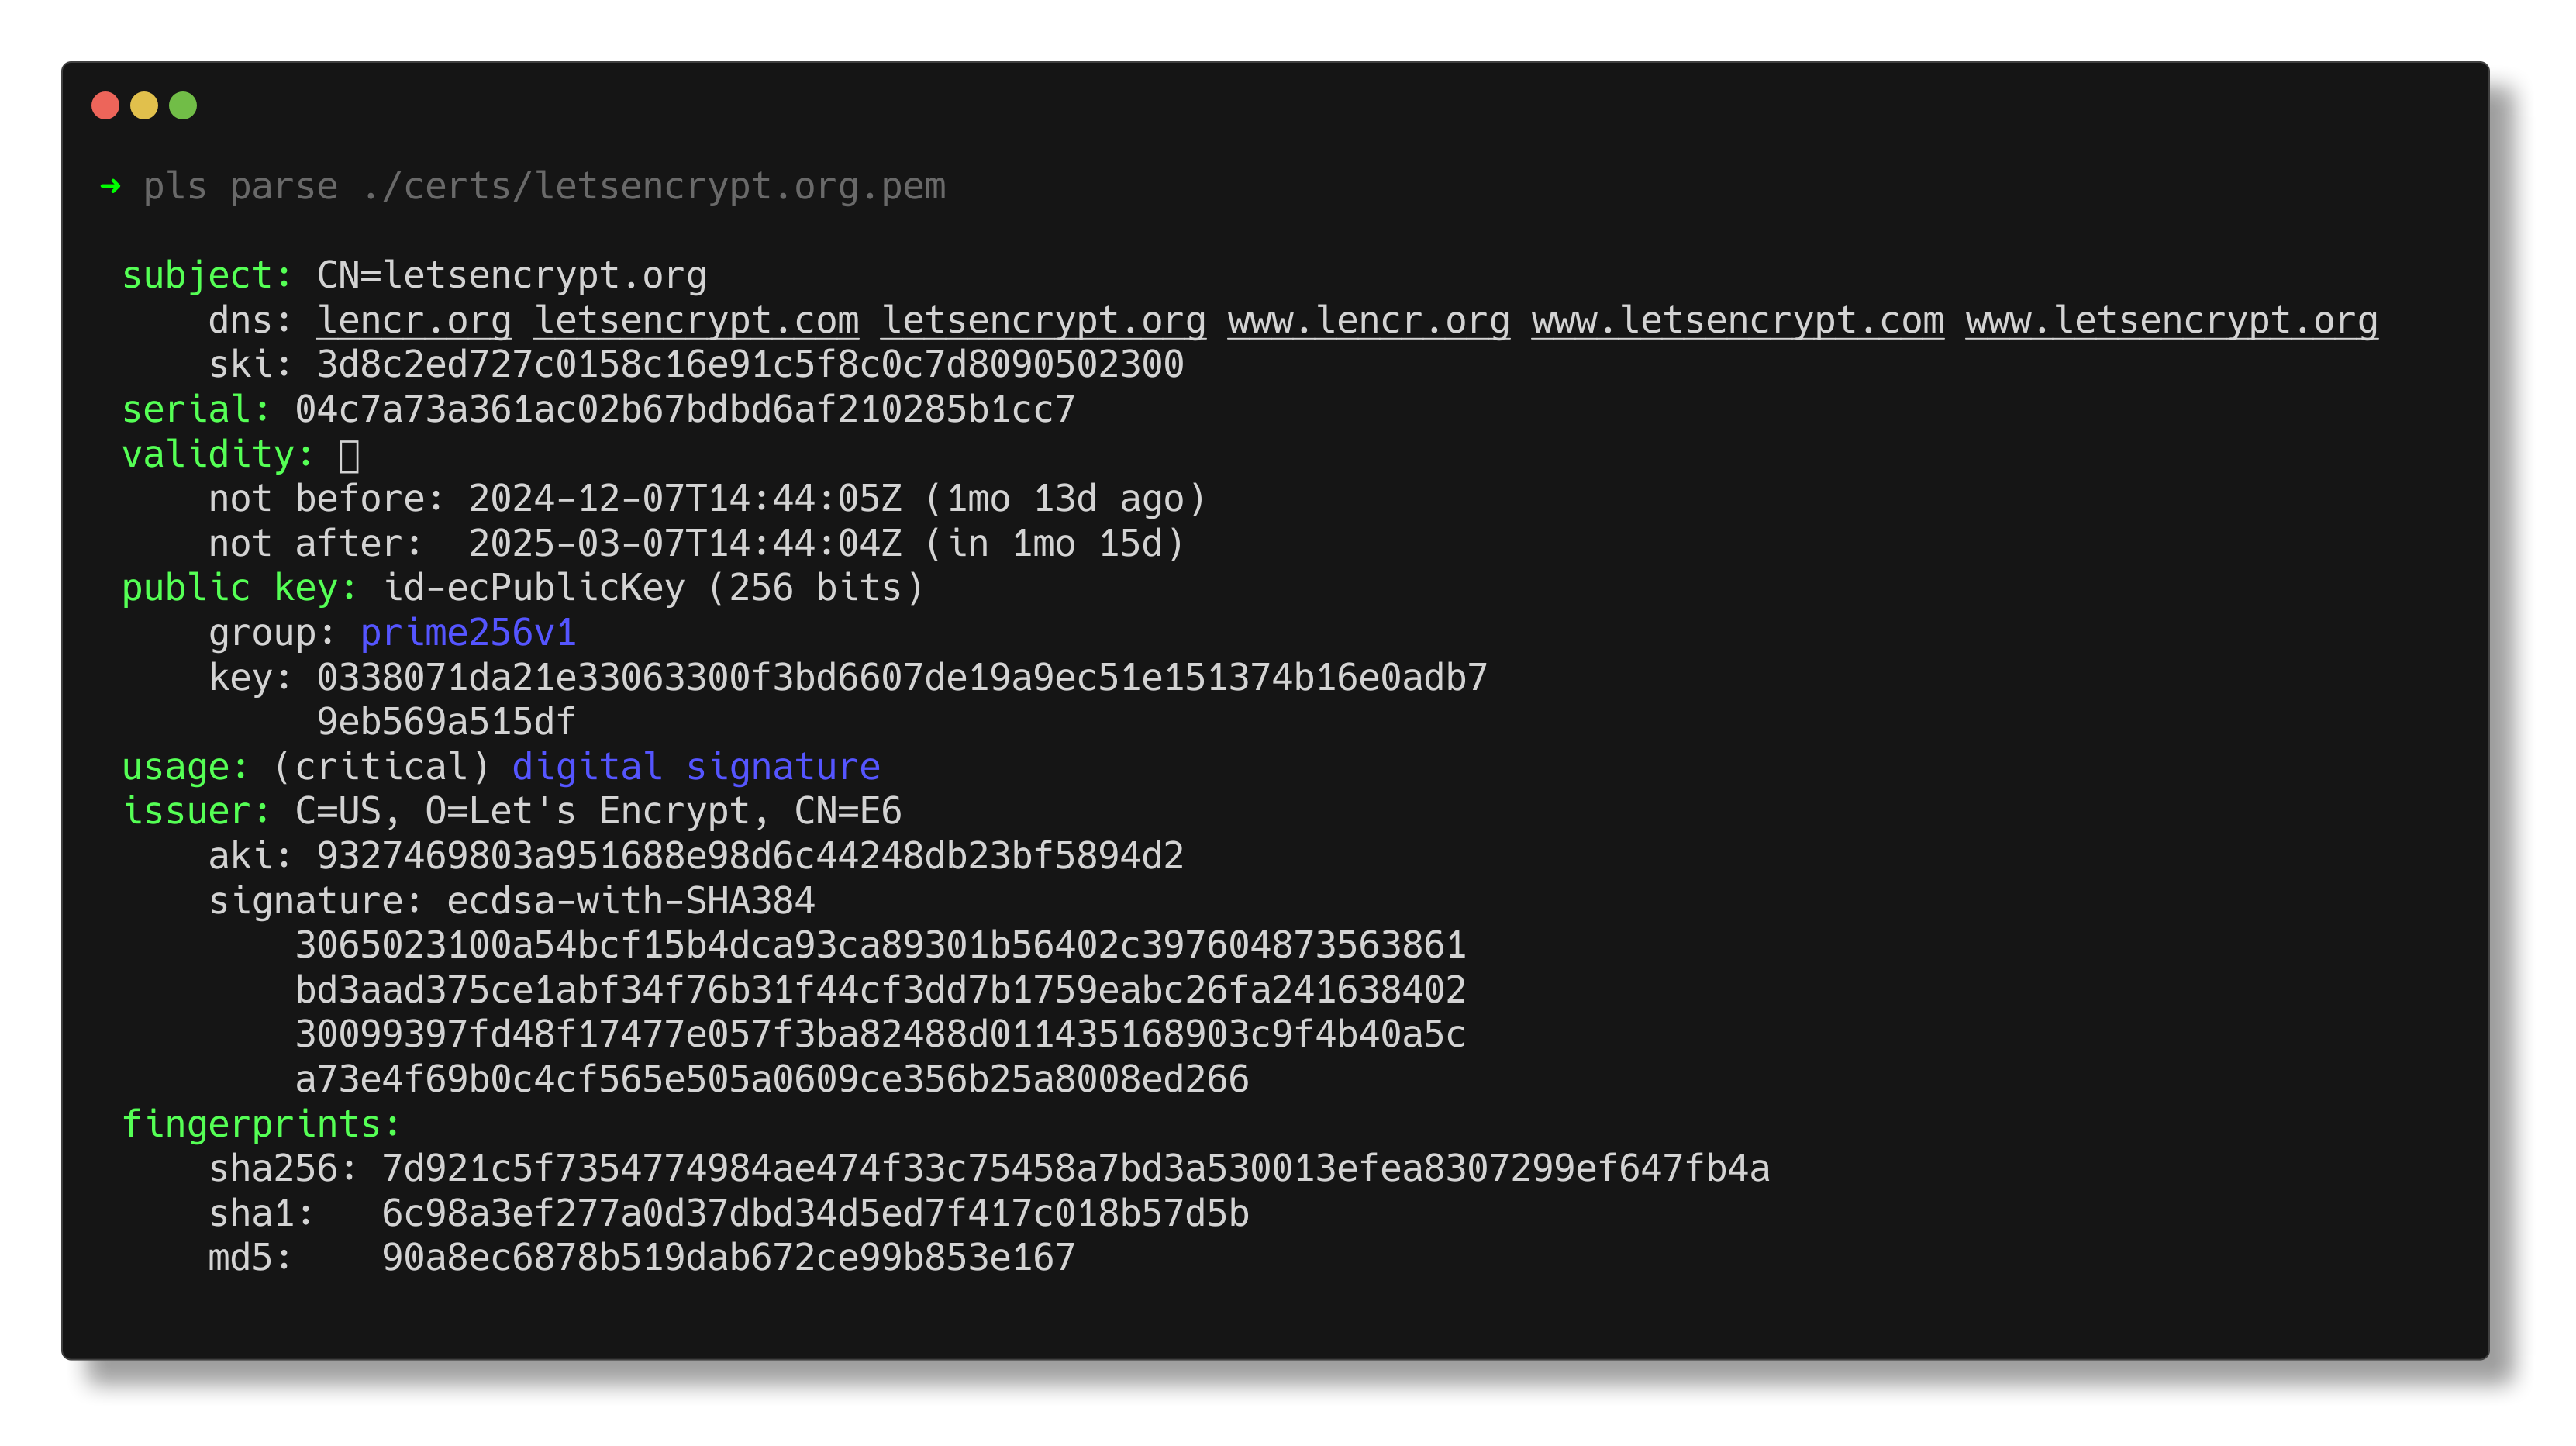 ➜ pls parse ./certs/letsencrypt.org.pem
subject: CN=letsencrypt.org
dns: lencr.org letsencrypt.com letsencrypt.org www.lencr.org www.letsencrypt.com www.letsencrypt.org
ski: 3d8c2ed727c0158c16e91c5f8c0c7d8090502300
serial: 04c7a73a361ac02b67bdbd6af210285b1cc7
validity: ▯
not before: 2024-12-07T14:44:05Z (1mo 13d ago)
not after:  2025-03-07T14:44:04Z (in 1mo 15d)
public key: id-ecPublicKey (256 bits)
group: prime256v1
key: 0338071da21e33063300f3bd6607de19a9ec51e151374b16e0adb7
9eb569a515df
usage: (critical) digital signature
issuer: C=US, O=Let's Encrypt, CN=E6
aki: 9327469803a951688e98d6c44248db23bf5894d2
signature: ecdsa-with-SHA384
3065023100a54bcf15b4dca93ca89301b56402c397604873563861
bd3aad375ce1abf34f76b31f44cf3dd7b1759eabc26fa241638402
30099397fd48f17477e057f3ba82488d011435168903c9f4b40a5c
a73e4f69b0c4cf565e505a0609ce356b25a8008ed266
fingerprints:
sha256: 7d921c5f7354774984ae474f33c75458a7bd3a530013efea8307299ef647fb4a
sha1:   6c98a3ef277a0d37dbd34d5ed7f417c018b57d5b
md5:    90a8ec6878b519dab672ce99b853e167